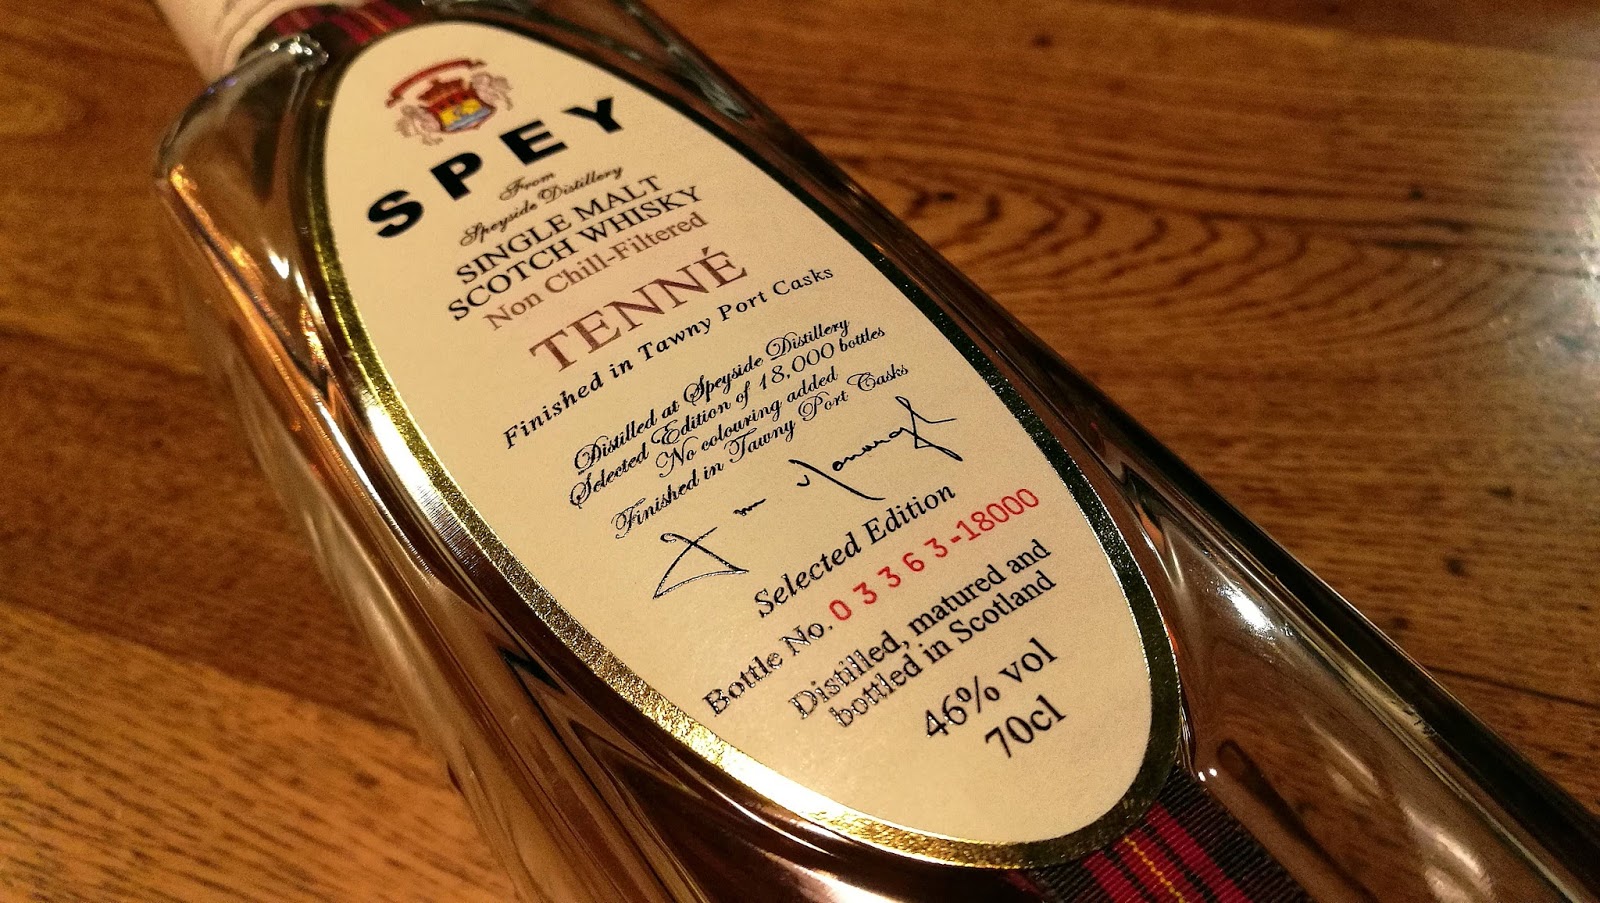 SPEY
From
Speyside Distillery
SINGLE MALT
SCOTCH WHISKY
Non Chill-Filtered
TENNÉ
Finished in Tawny Port Casks
Distilled at Speyside Distillery
Selected Edition of 18,000 bottles
No colouring added
Finished in Tawny Port Casks
Selected Edition
Bottle No. 03363-18000
Distilled, matured and
bottled in Scotland
46% vol
70cl